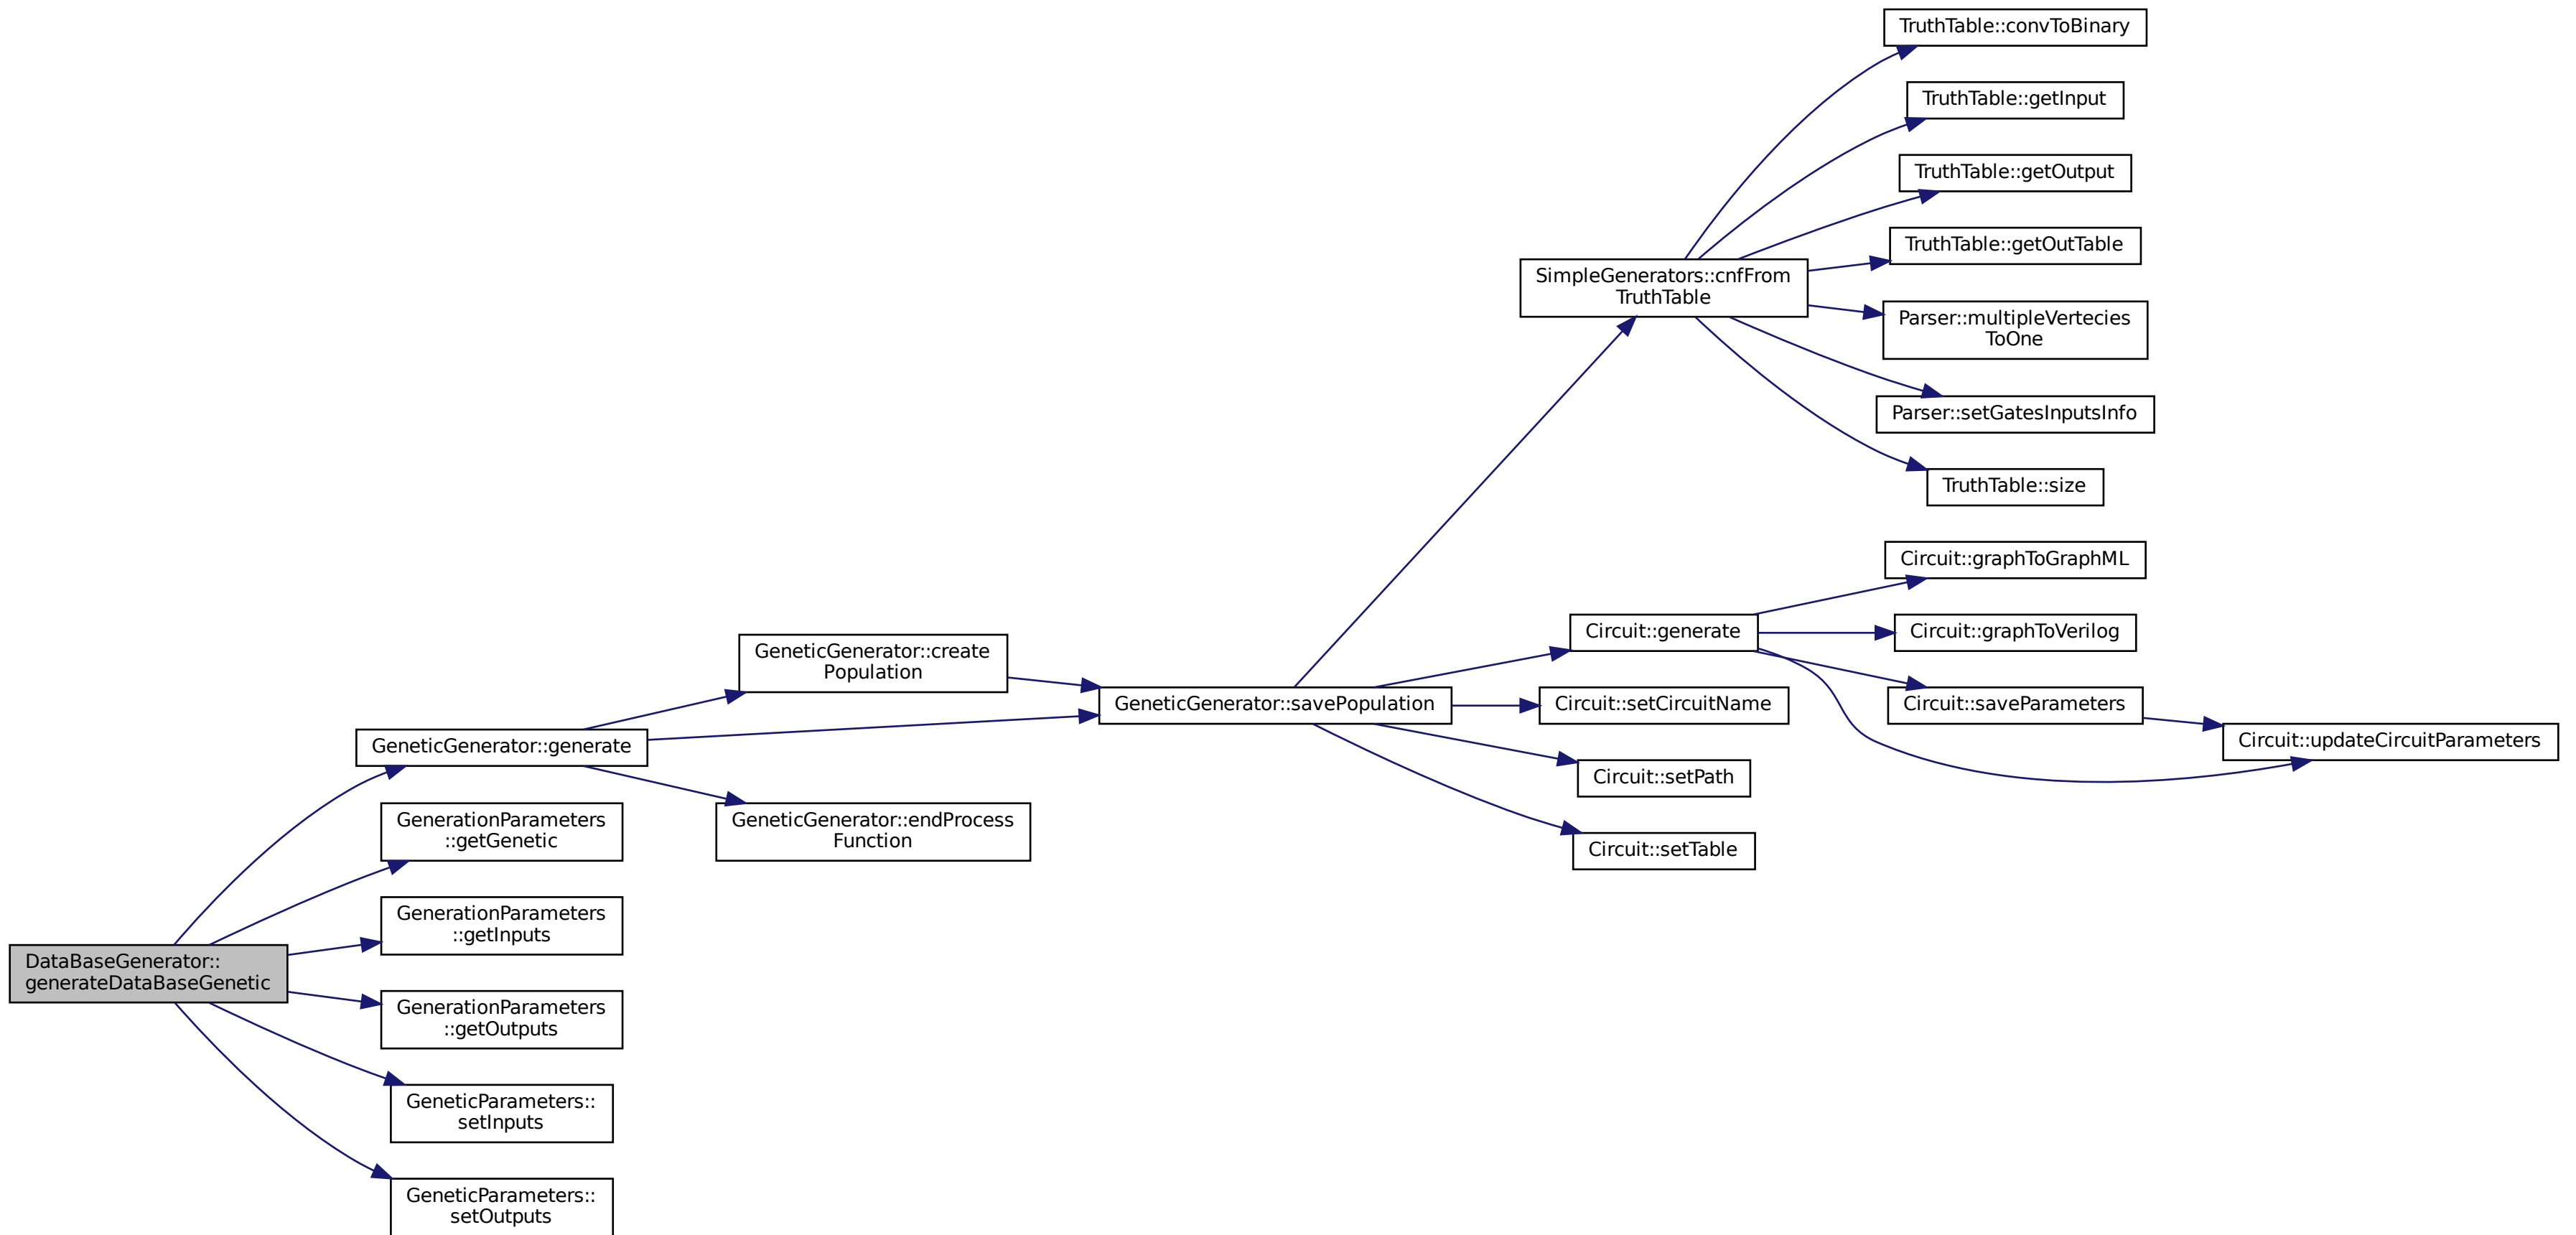 TruthTable::convToBinary
TruthTable::getInput
TruthTable::getOutput
TruthTable::getOutTable
SimpleGenerators::cnfFrom
TruthTable
Parser::multipleVertecies
ToOne
Parser::setGatesInputsInfo
TruthTable::size
Circuit::graphToGraphML
Circuit::generate
Circuit::graphToVerilog
GeneticGenerator::create
Population
GeneticGenerator::savePopulation
Circuit::setCircuitName
Circuit::saveParameters
GeneticGenerator::generate
Circuit::updateCircuitParameters
Circuit::setPath
GenerationParameters
::getGenetic
GeneticGenerator::endProcess
Function
Circuit::setTable
GenerationParameters
::getInputs
DataBaseGenerator::
generateDataBaseGenetic
GenerationParameters
::getOutputs
GeneticParameters::
setInputs
GeneticParameters::
setOutputs